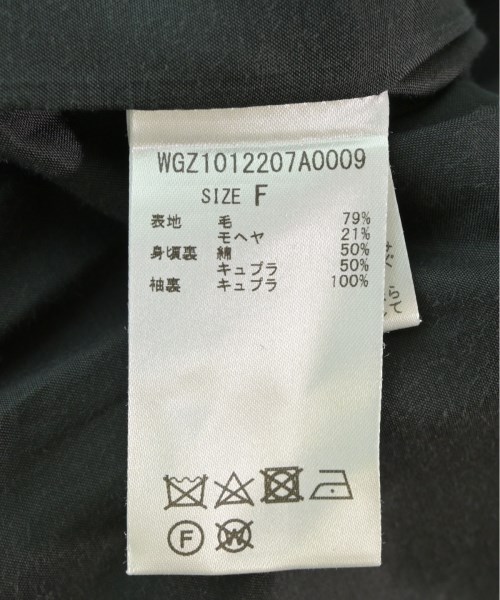 WGZ1012207A0009
SIZE F
表地 毛 79%
モヘヤ 21%
身頃裏 綿 50%
キュプラ 50%
袖裏 キュプラ 100%
F
W